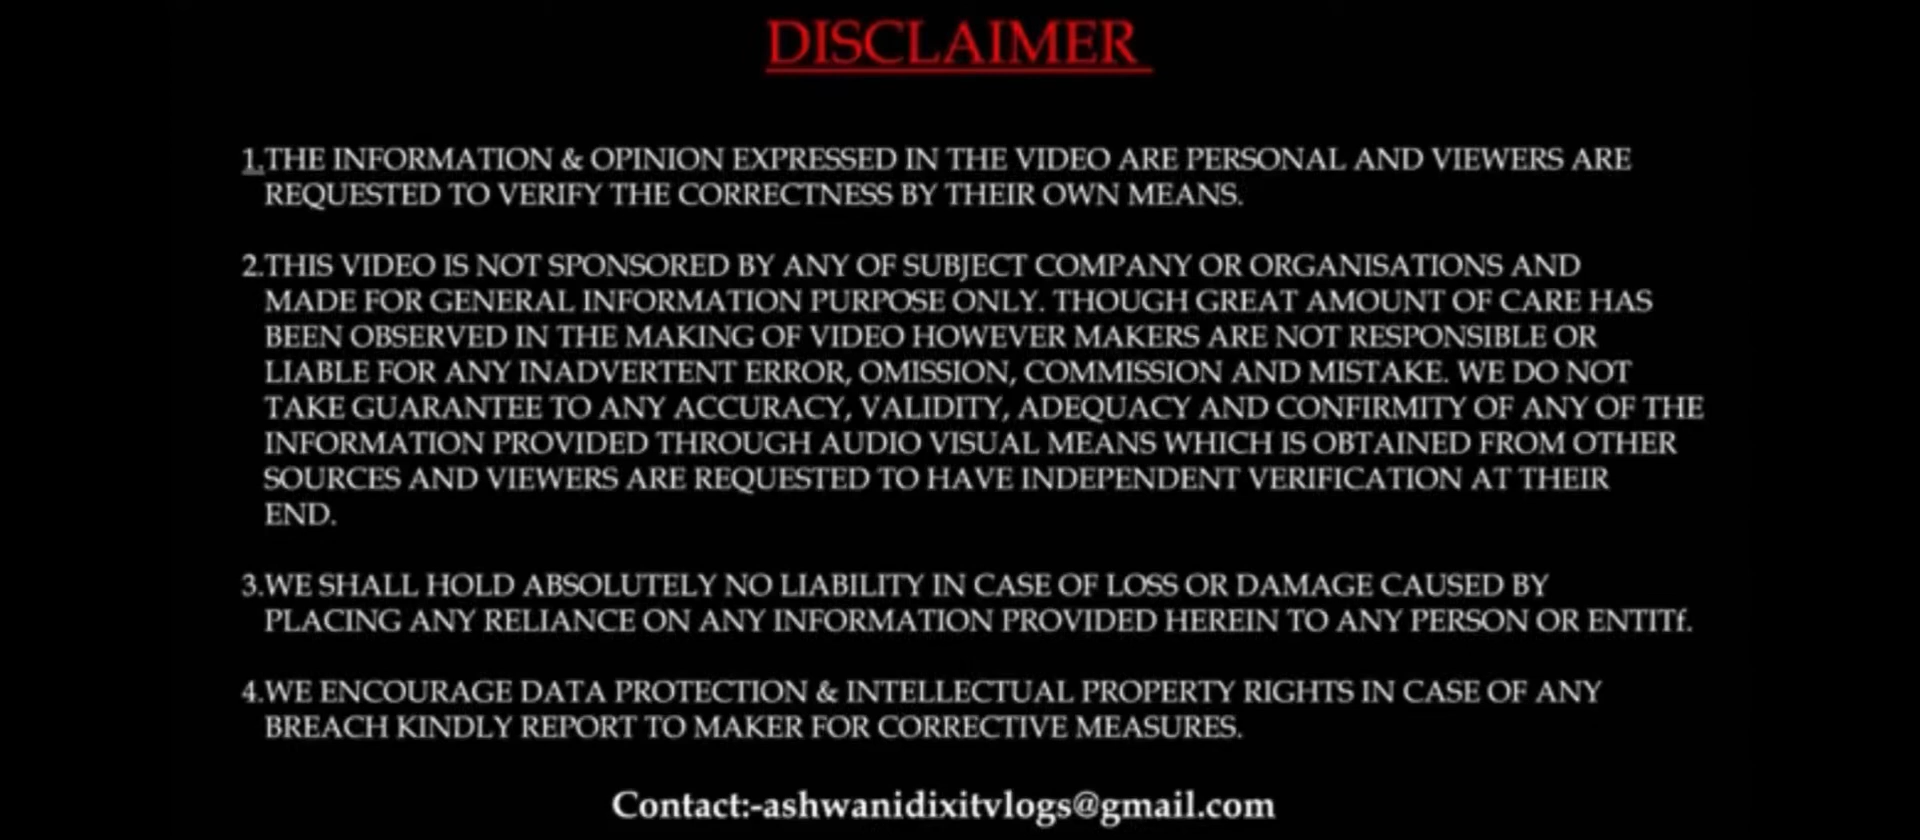 DISCLAIMER
1.THE INFORMATION & OPINION EXPRESSED IN THE VIDEO ARE PERSONAL AND VIEWERS ARE
REQUESTED TO VERIFY THE CORRECTNESS BY THEIR OWN MEANS.
2.THIS VIDEO IS NOT SPONSORED BY ANY OF SUBJECT COMPANY OR ORGANISATIONS AND
MADE FOR GENERAL INFORMATION PURPOSE ONLY. THOUGH GREAT AMOUNT OF CARE HAS
BEEN OBSERVED IN THE MAKING OF VIDEO HOWEVER MAKERS ARE NOT RESPONSIBLE OR
LIABLE FOR ANY INADVERTENT ERROR, OMISSION, COMMISSION AND MISTAKE. WE DO NOT
TAKE GUARANTEE TO ANY ACCURACY, VALIDITY, ADEQUACY AND CONFIRMITY OF ANY OF THE
INFORMATION PROVIDED THROUGH AUDIO VISUAL MEANS WHICH IS OBTAINED FROM OTHER
SOURCES AND VIEWERS ARE REQUESTED TO HAVE INDEPENDENT VERIFICATION AT THEIR
END.
3.WE SHALL HOLD ABSOLUTELY NO LIABILITY IN CASE OF LOSS OR DAMAGE CAUSED BY
PLACING ANY RELIANCE ON ANY INFORMATION PROVIDED HEREIN TO ANY PERSON OR ENTITf.
4.WE ENCOURAGE DATA PROTECTION & INTELLECTUAL PROPERTY RIGHTS IN CASE OF ANY
BREACH KINDLY REPORT TO MAKER FOR CORRECTIVE MEASURES.
Contact:-ashwanidixitvlogs@gmail.com